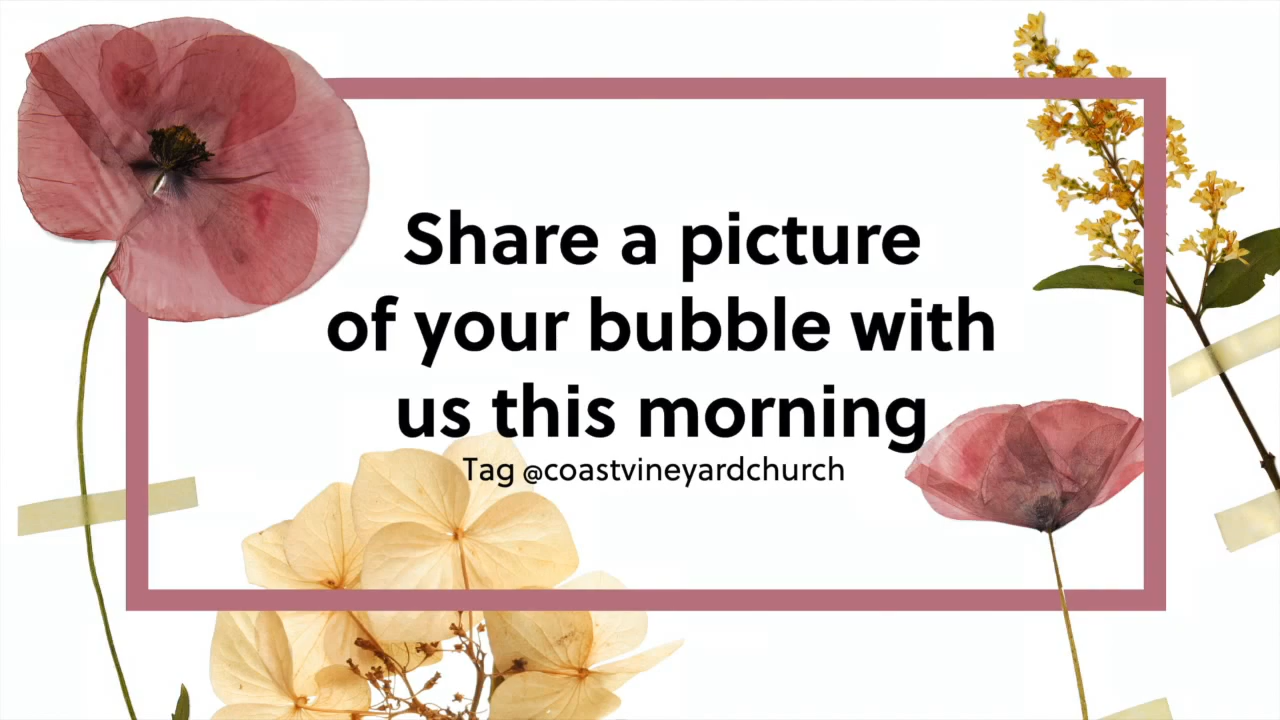 Share a picture
of your bubble with
us this morning
Tag @coastvineyardchurch